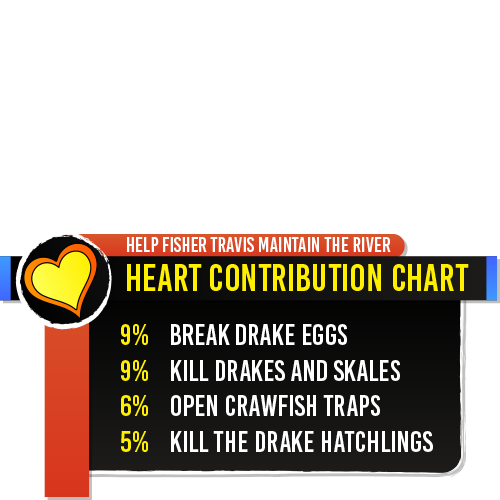 HELP FISHER TRAVIS MAINTAIN THE RIVER
HEART CONTRIBUTION CHART
9% BREAK DRAKE EGGS
9% KILL DRAKES AND SKALES
6% OPEN CRAWFISH TRAPS
5% KILL THE DRAKE HATCHLINGS